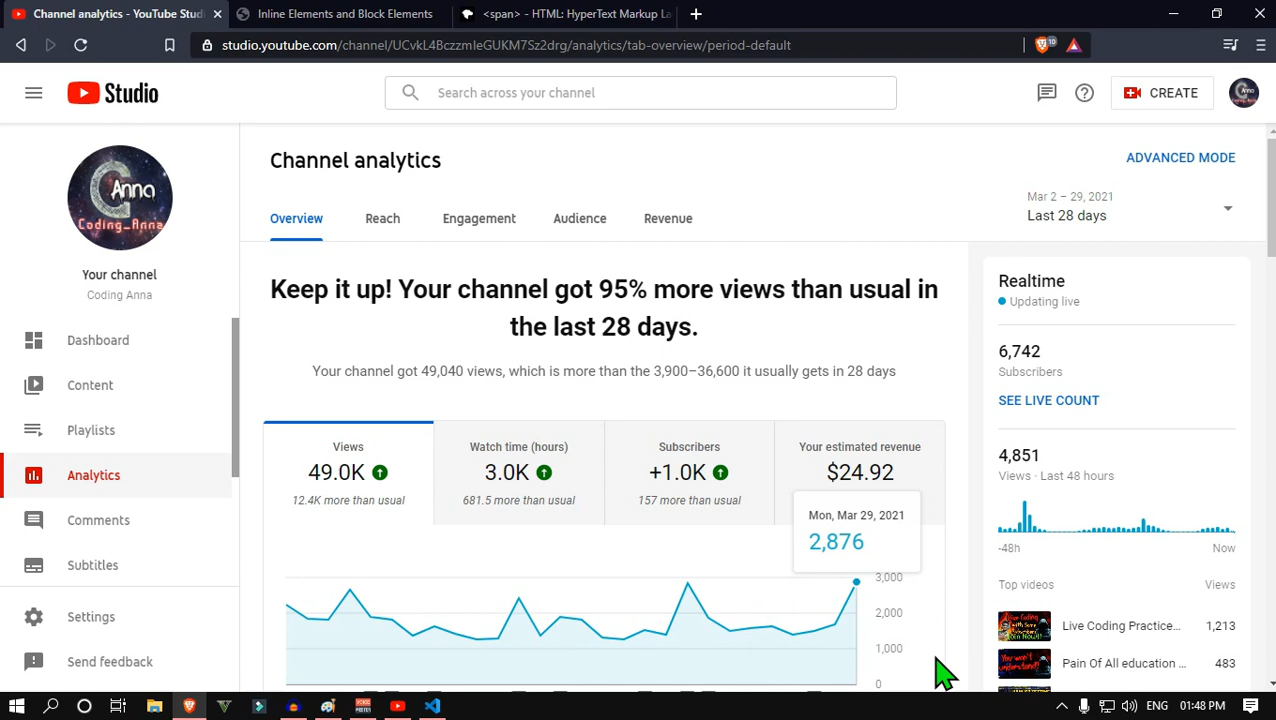 Channel analytics - YouTube Studi
Inline Elements and Block Elements
<span> - HTML: HyperText Markup La
studio.youtube.com/channel/UCvkL4BczzmIeGUKM7Sz2drg/analytics/tab-overview/period-default
10
Studio
Search across your channel
CREATE
Anna
Coding_Anna
Your channel
Coding Anna
Dashboard
Content
Playlists
Analytics
Comments
Subtitles
Settings
Send feedback
Channel analytics
ADVANCED MODE
Overview
Reach
Engagement
Audience
Revenue
Mar 2 – 29, 2021
Last 28 days
Keep it up! Your channel got 95% more views than usual in
the last 28 days.
Your channel got 49,040 views, which is more than the 3,900–36,600 it usually gets in 28 days
Views
49.0K
12.4K more than usual
Watch time (hours)
3.0K
681.5 more than usual
Subscribers
+1.0K
157 more than usual
Your estimated revenue
$24.92
Mon, Mar 29, 2021
2,876
3,000
2,000
1,000
0
Realtime
Updating live
6,742
Subscribers
SEE LIVE COUNT
4,851
Views · Last 48 hours
-48h
Now
Top videos
Views
Live Coding Practice...
1,213
Pain Of All education ...
483
ENG
01:48 PM